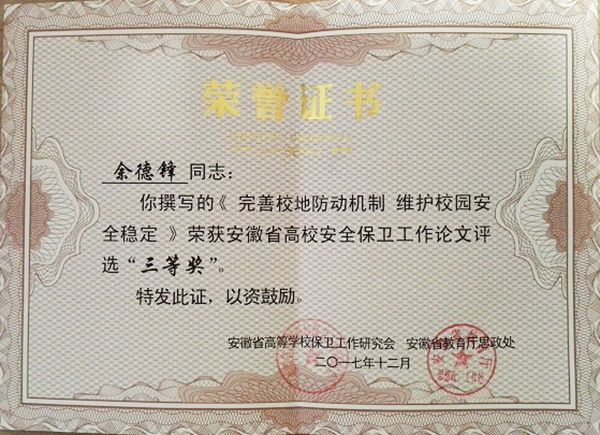 荣誉证书
余德锋 同志：
你撰写的《 完善校地防动机制 维护校园安
全稳定 》荣获安徽省高校安全保卫工作论文评
选“三等奖”。
特发此证，以资鼓励。
安徽省高等学校保卫工作研究会 安徽省教育厅思政处
二〇一七年十二月